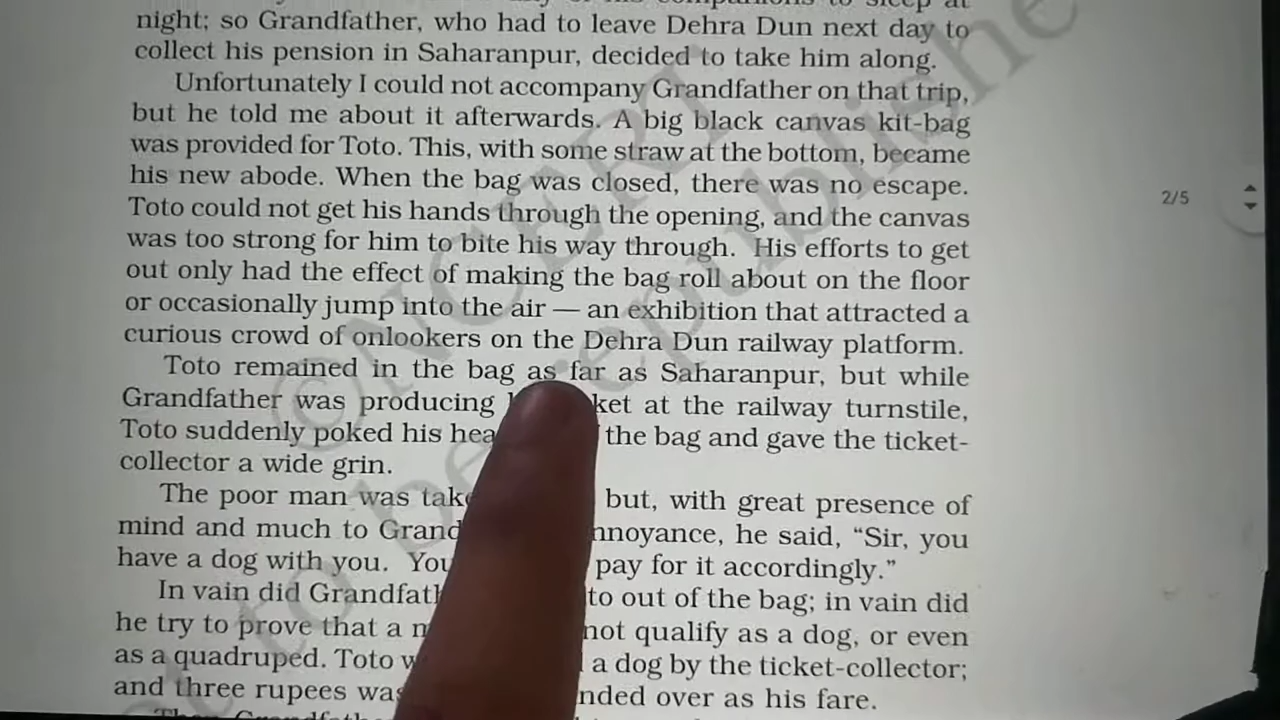 night; so Grandfather, who had to leave Dehra Dun next day to
collect his pension in Saharanpur, decided to take him along.
Unfortunately I could not accompany Grandfather on that trip,
but he told me about it afterwards. A big black canvas kit-bag
was provided for Toto. This, with some straw at the bottom, became
his new abode. When the bag was closed, there was no escape.
Toto could not get his hands through the opening, and the canvas
was too strong for him to bite his way through. His efforts to get
out only had the effect of making the bag roll about on the floor
or occasionally jump into the air — an exhibition that attracted a
curious crowd of onlookers on the Dehra Dun railway platform.
Toto remained in the bag as far as Saharanpur, but while
Grandfather was producing at the railway turnstile,
Toto suddenly poked his the bag and gave the ticket-
collector a wide grin.
The poor man was but, with great presence of
mind and much to he said, “Sir, you
have a dog with you. pay for it accordingly.”
In vain did out of the bag; in vain did
he try to prove that a not qualify as a dog, or even
as a quadruped. Toto a dog by the ticket-collector;
and three rupees over as his fare.
© NCERT
to be republished
2/5